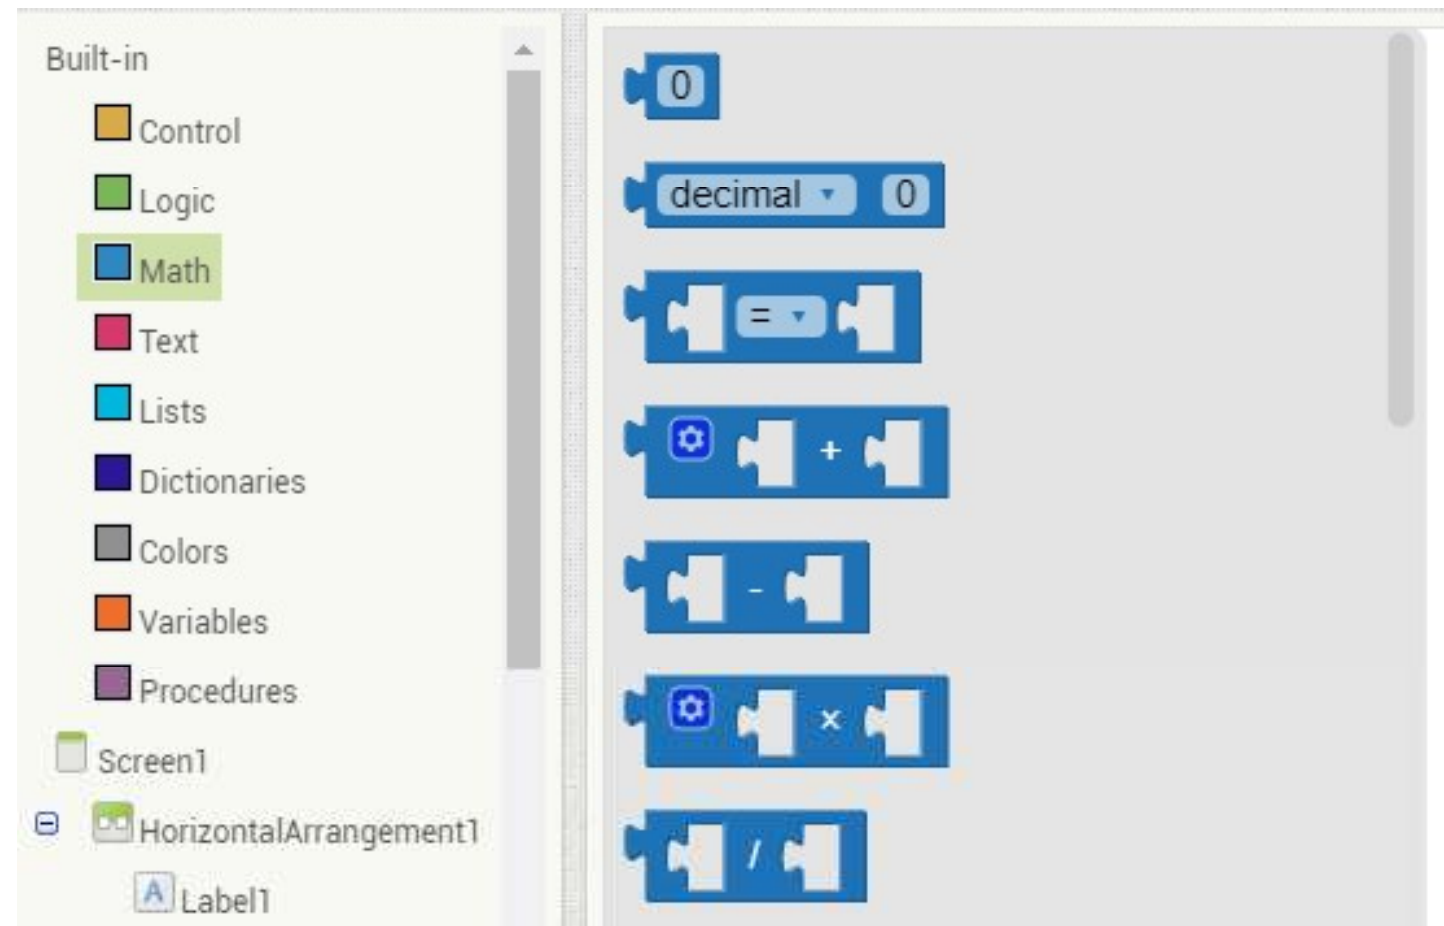 Built-in
Control
Logic
Math
Text
Lists
Dictionaries
Colors
Variables
Procedures
Screen1
HorizontalArrangement1
A Label1
0
decimal 0
=
+
-
×
/